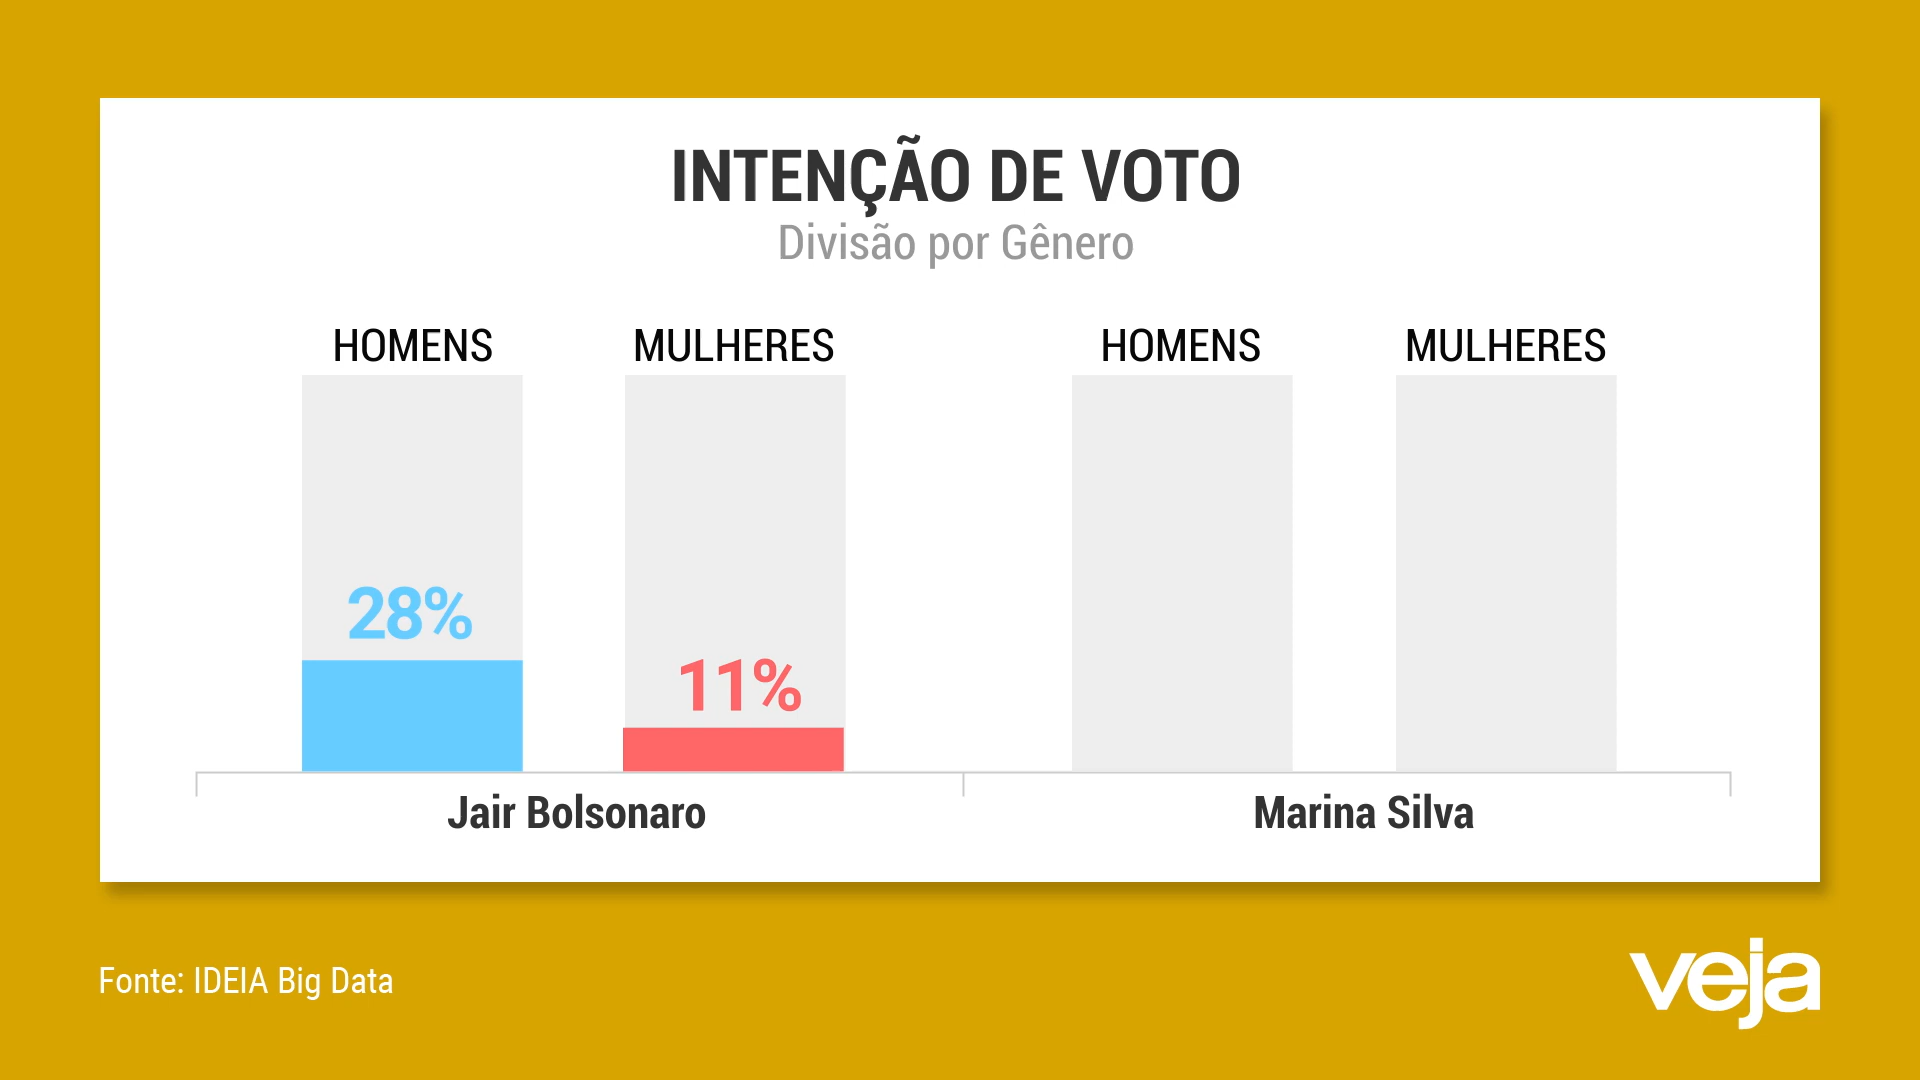 INTENÇÃO DE VOTO
Divisão por Gênero
HOMENS MULHERES HOMENS MULHERES
28%
11%
Jair Bolsonaro Marina Silva
Fonte: IDEIA Big Data
veja